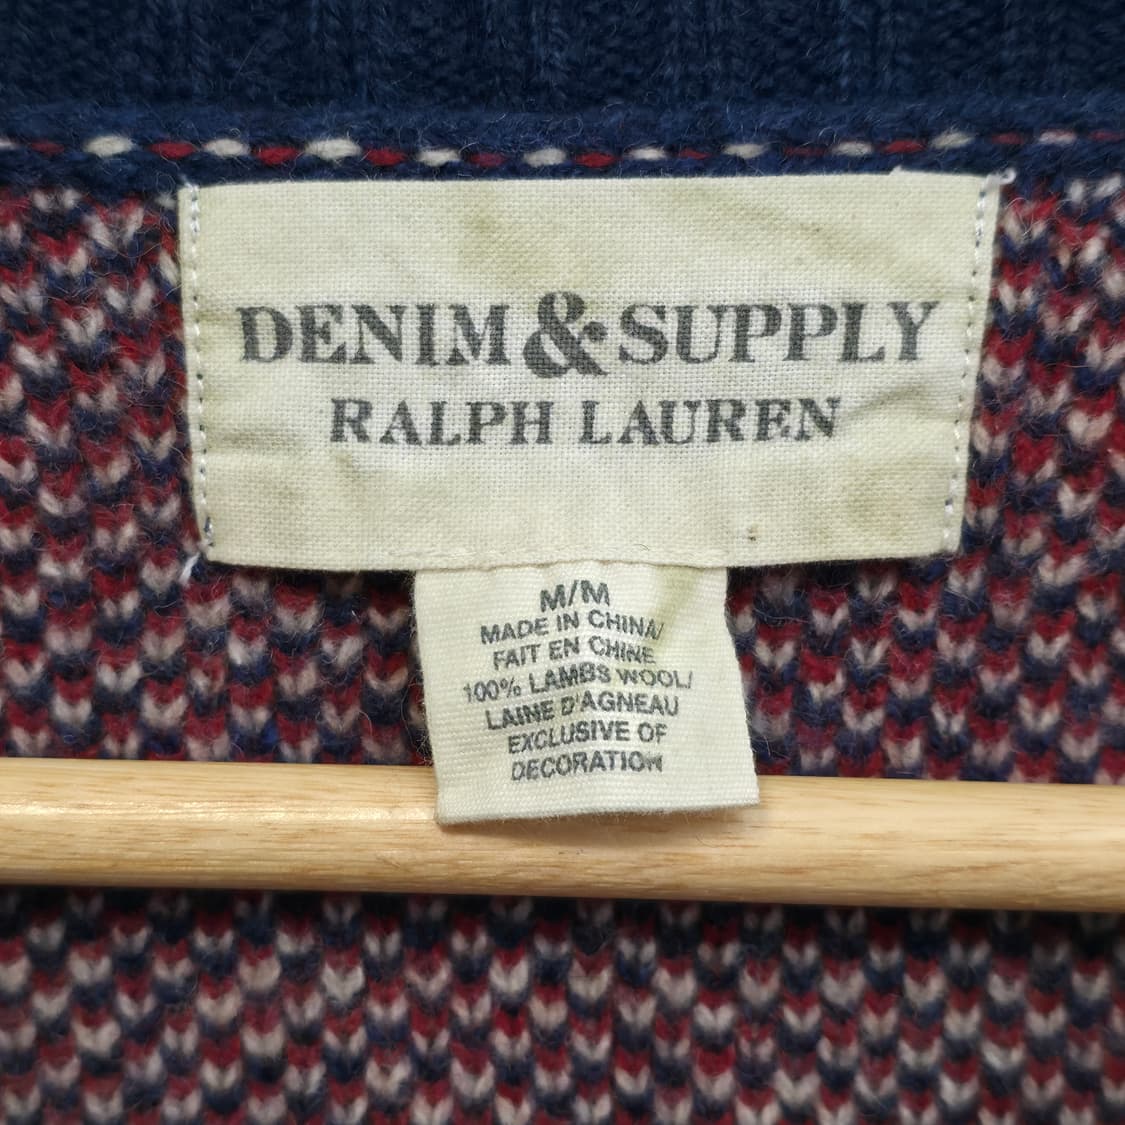 DENIM & SUPPLY
RALPH LAUREN
M/M
MADE IN CHINA/
FAIT EN CHINE
100% LAMBS WOOL/
LAINE D'AGNEAU
EXCLUSIVE OF
DECORATION